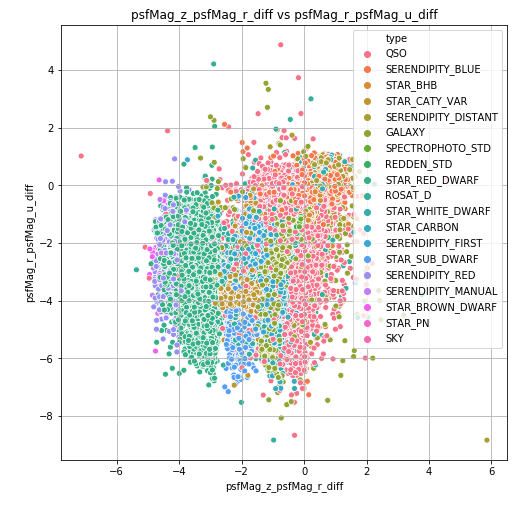 psfMag_z_psfMag_r_diff vs psfMag_r_psfMag_u_diff
type
QSO
SERENDIPITY_BLUE
STAR_BHB
STAR_CATY_VAR
SERENDIPITY_DISTANT
GALAXY
SPECTROPHOTO_STD
REDDEN_STD
STAR_RED_DWARF
ROSAT_D
STAR_WHITE_DWARF
STAR_CARBON
SERENDIPITY_FIRST
STAR_SUB_DWARF
SERENDIPITY_RED
SERENDIPITY_MANUAL
STAR_BROWN_DWARF
STAR_PN
SKY
psfMag_r_psfMag_u_diff
4
2
0
−2
−4
−6
−8
−6
−4
−2
0
2
4
6
psfMag_z_psfMag_r_diff